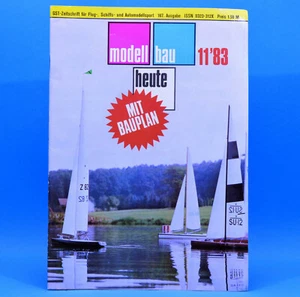 GST-Zeitschrift für Flug-, Schiffs- und Automodellsport 167. Ausgabe ISSN 0323-312X Preis 1,50 M
modell bau 11'83
heute
MIT
BAUPLAN